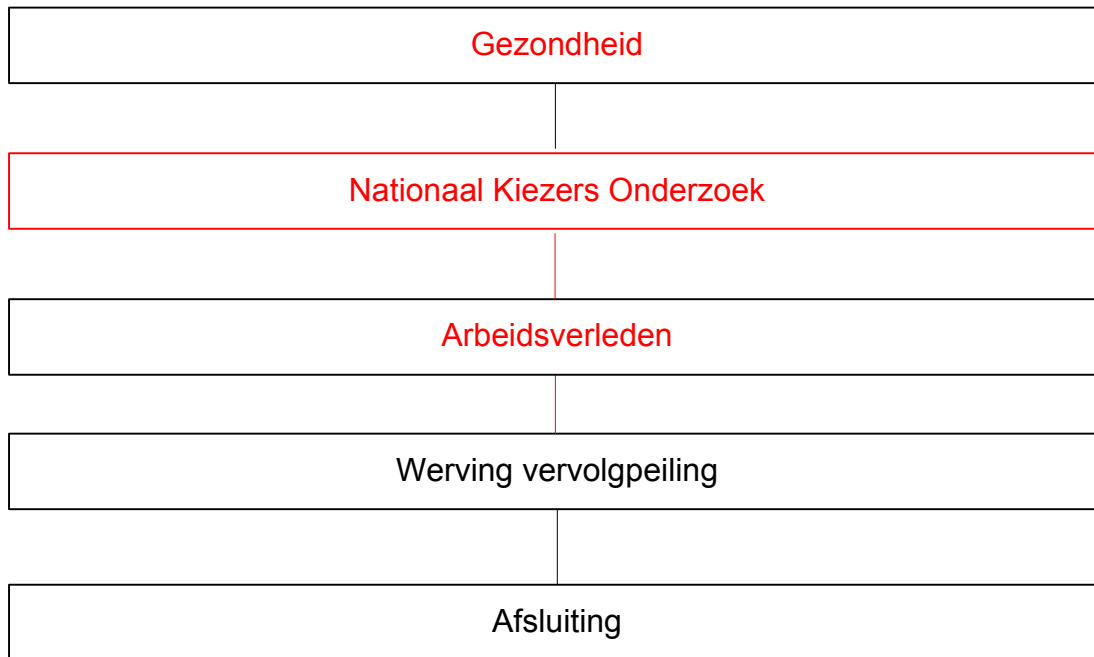 Gezondheid
Nationaal Kiezers Onderzoek
Arbeidsverleden
Werving vervolgpeiling
Afsluiting